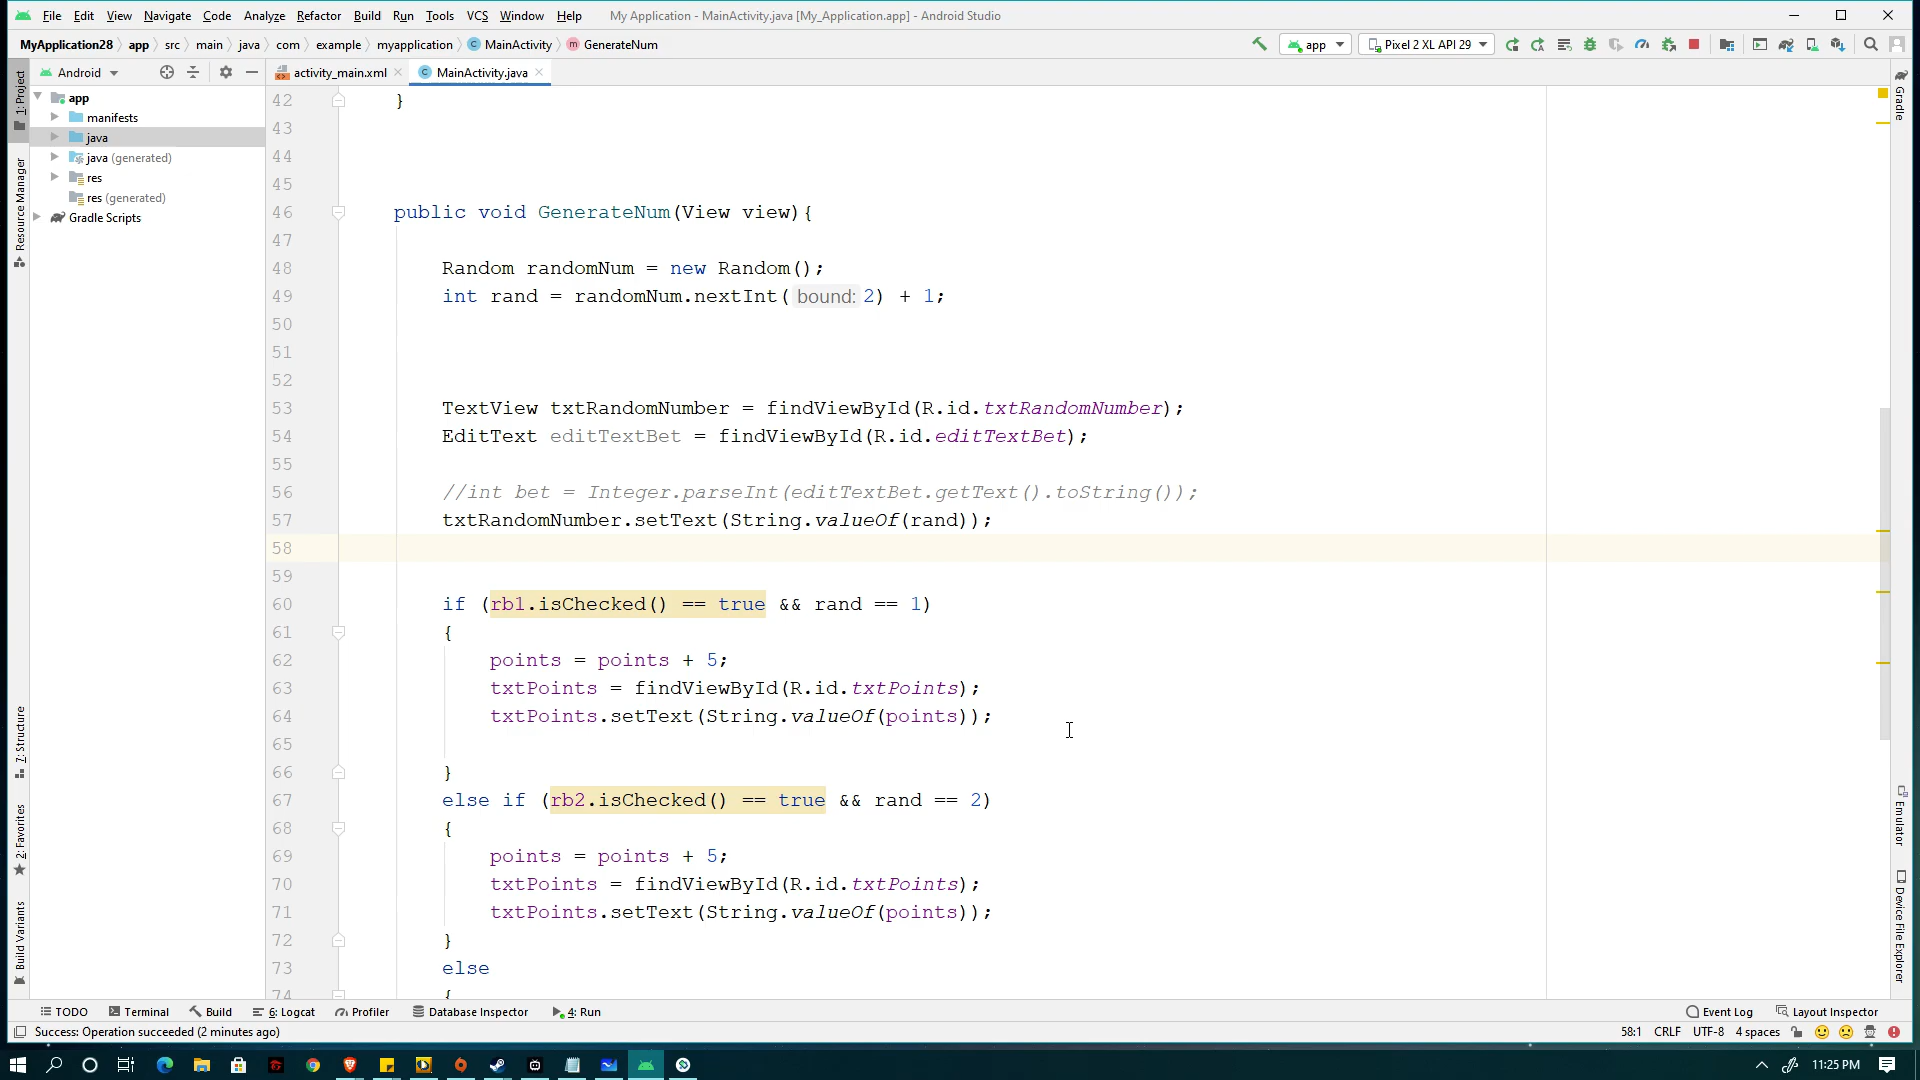 File Edit View Navigate Code Analyze Refactor Build Run Tools VCS Window Help My Application - MainActivity.java [My_Application.app] - Android Studio
MyApplication28 app src main java com example myapplication MainActivity GenerateNum app Pixel 2 XL API 29
Android activity_main.xml MainActivity.java
1: Project
Resource Manager
7: Structure
2: Favorites
Build Variants
app
manifests
java
java (generated)
res
res (generated)
Gradle Scripts
42 }
43
44
45
46 public void GenerateNum(View view){
47
48 Random randomNum = new Random();
49 int rand = randomNum.nextInt( bound: 2) + 1;
50
51
52
53 TextView txtRandomNumber = findViewById(R.id.txtRandomNumber);
54 EditText editTextBet = findViewById(R.id.editTextBet);
55
56 //int bet = Integer.parseInt(editTextBet.getText().toString());
57 txtRandomNumber.setText(String.valueOf(rand));
58
59
60 if (rb1.isChecked() == true && rand == 1)
61 {
62 points = points + 5;
63 txtPoints = findViewById(R.id.txtPoints);
64 txtPoints.setText(String.valueOf(points));
65
66 }
67 else if (rb2.isChecked() == true && rand == 2)
68 {
69 points = points + 5;
70 txtPoints = findViewById(R.id.txtPoints);
71 txtPoints.setText(String.valueOf(points));
72 }
73 else
74 {
Gradle
Emulator
Device File Explorer
TODO Terminal Build 6: Logcat Profiler Database Inspector 4: Run Event Log Layout Inspector
Success: Operation succeeded (2 minutes ago) 58:1 CRLF UTF-8 4 spaces
11:25 PM